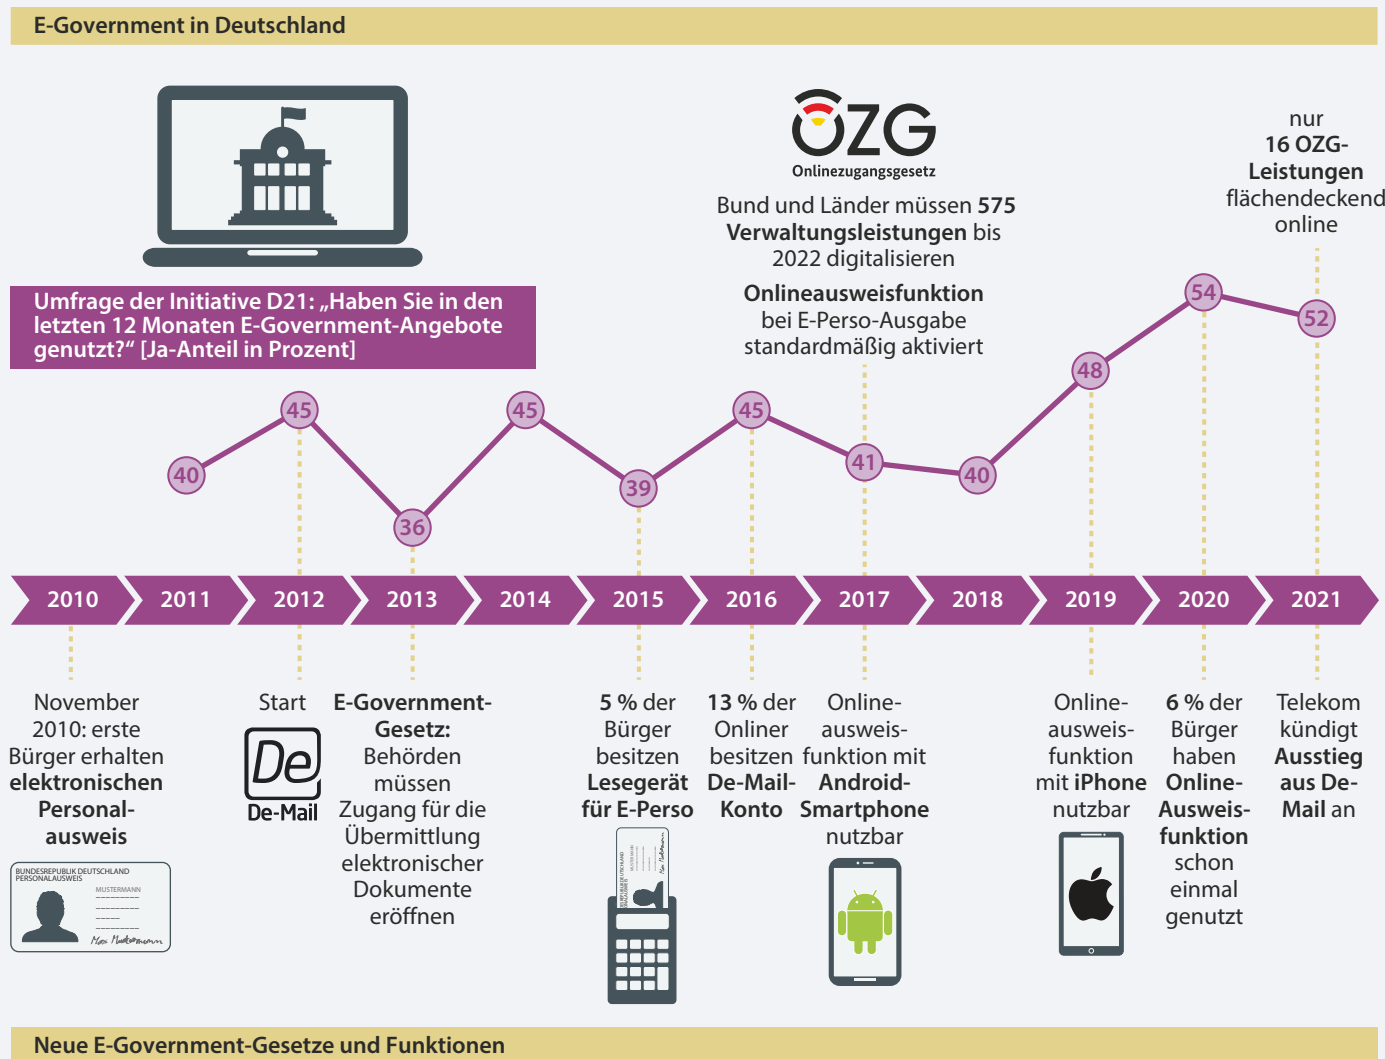 E-Government in Deutschland
ÖZG
Onlinezugangsgesetz
Bund und Länder müssen 575
Verwaltungsleistungen bis
2022 digitalisieren
Onlineausweisfunktion
bei E-Perso-Ausgabe
standardmäßig aktiviert
nur
16 OZG-
Leistungen
flächendeckend
online
Umfrage der Initiative D21: „Haben Sie in den
letzten 12 Monaten E-Government-Angebote
genutzt?“ [Ja-Anteil in Prozent]
40
45
36
45
39
45
41
40
48
54
52
2010
2011
2012
2013
2014
2015
2016
2017
2018
2019
2020
2021
November
2010: erste
Bürger erhalten
elektronischen
Personal-
ausweis
BUNDESREPUBLIK DEUTSCHLAND
PERSONALAUSWEIS
MUSTERMANN
Max Mustermann
Start
De
De-Mail
E-Government-
Gesetz:
Behörden
müssen
Zugang für die
Übermittlung
elektronischer
Dokumente
eröffnen
5 % der
Bürger
besitzen
Lesegerät
für E-Perso
MUSTERMANN
Max Mustermann
13 % der
Onliner
besitzen
De-Mail-
Konto
Online-
ausweis-
funktion mit
Android-
Smartphone
nutzbar
Online-
ausweis-
funktion
mit iPhone
nutzbar
6 % der
Bürger
haben
Online-
Ausweis-
funktion
schon
einmal
genutzt
Telekom
kündigt
Ausstieg
aus De-
Mail an
Neue E-Government-Gesetze und Funktionen